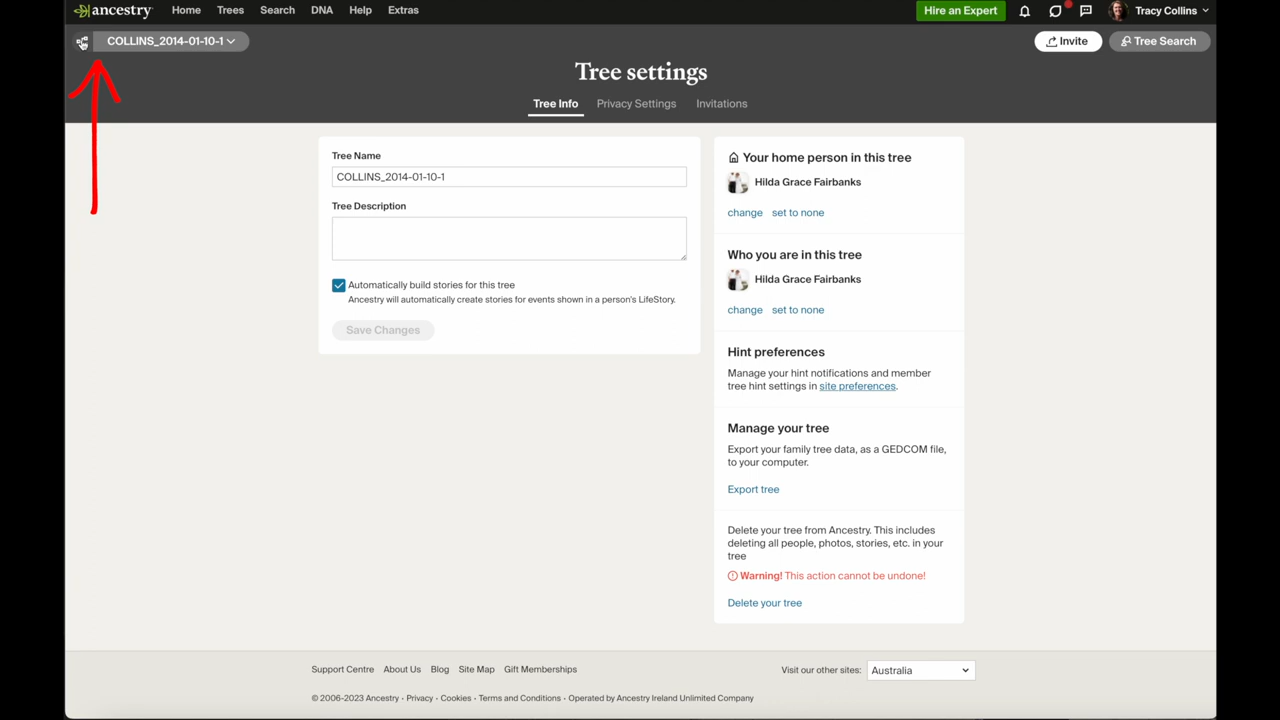 ancestry Home Trees Search DNA Help Extras Hire an Expert Tracy Collins
COLLINS_2014-01-10-1 Invite Tree Search
Tree settings
Tree Info Privacy Settings Invitations
Tree Name
COLLINS_2014-01-10-1
Tree Description
Automatically build stories for this tree
Ancestry will automatically create stories for events shown in a person's LifeStory.
Save Changes
Your home person in this tree
Hilda Grace Fairbanks
change set to none
Who you are in this tree
Hilda Grace Fairbanks
change set to none
Hint preferences
Manage your hint notifications and member
tree hint settings in site preferences.
Manage your tree
Export your family tree data, as a GEDCOM file,
to your computer.
Export tree
Delete your tree from Ancestry. This includes
deleting all people, photos, stories, etc. in your
tree
Warning! This action cannot be undone!
Delete your tree
Support Centre About Us Blog Site Map Gift Memberships Visit our other sites: Australia
© 2006-2023 Ancestry · Privacy · Cookies · Terms and Conditions · Operated by Ancestry Ireland Unlimited Company